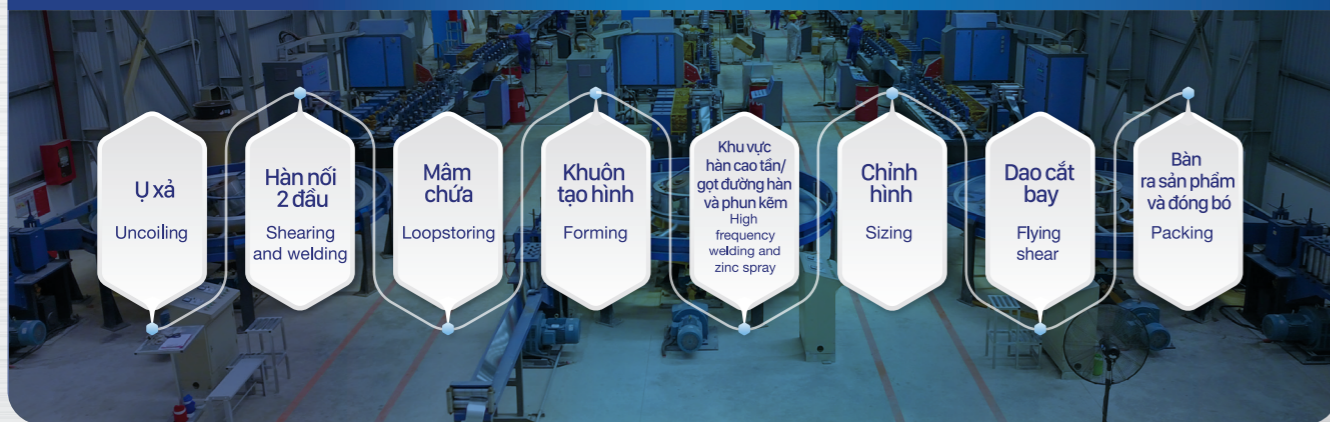 Ụ xả
Uncoiling
Hàn nối
2 đầu
Shearing
and welding
Mâm
chứa
Loopstoring
Khuôn
tạo hình
Forming
Khu vực
hàn cao tần/
gọt đường hàn
và phun kẽm
High
frequency
welding and
zinc spray
Chỉnh
hình
Sizing
Dao cắt
bay
Flying
shear
Bàn
ra sản phẩm
và đóng bó
Packing